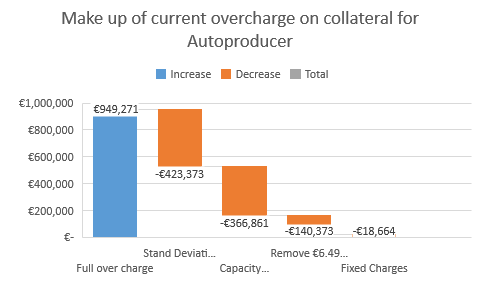 Make up of current overcharge on collateral for
Autoproducer
Increase Decrease Total
€1,000,000
€949,271
€800,000
€600,000
-€423,373
€400,000
€200,000
-€366,861
-€140,373
-€18,664
€-
Stand Deviati... Remove €6.49...
Full over charge Capacity... Fixed Charges